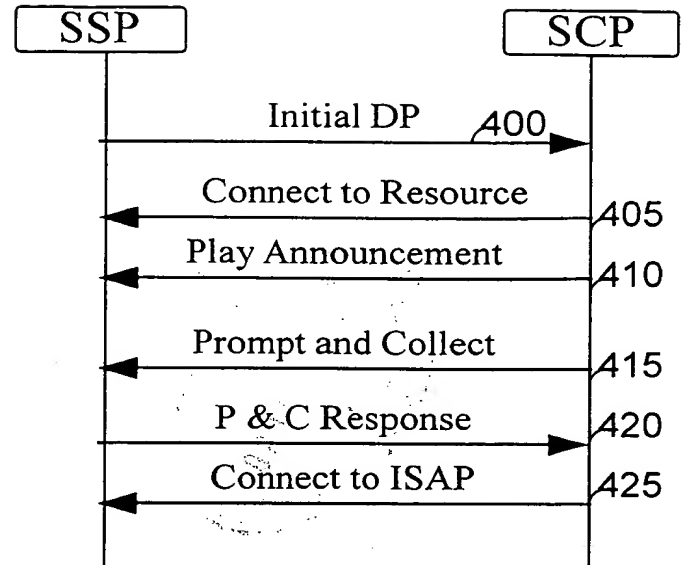 SSP SCP
Initial DP 400
Connect to Resource 405
Play Announcement 410
Prompt and Collect 415
P & C Response 420
Connect to ISAP 425